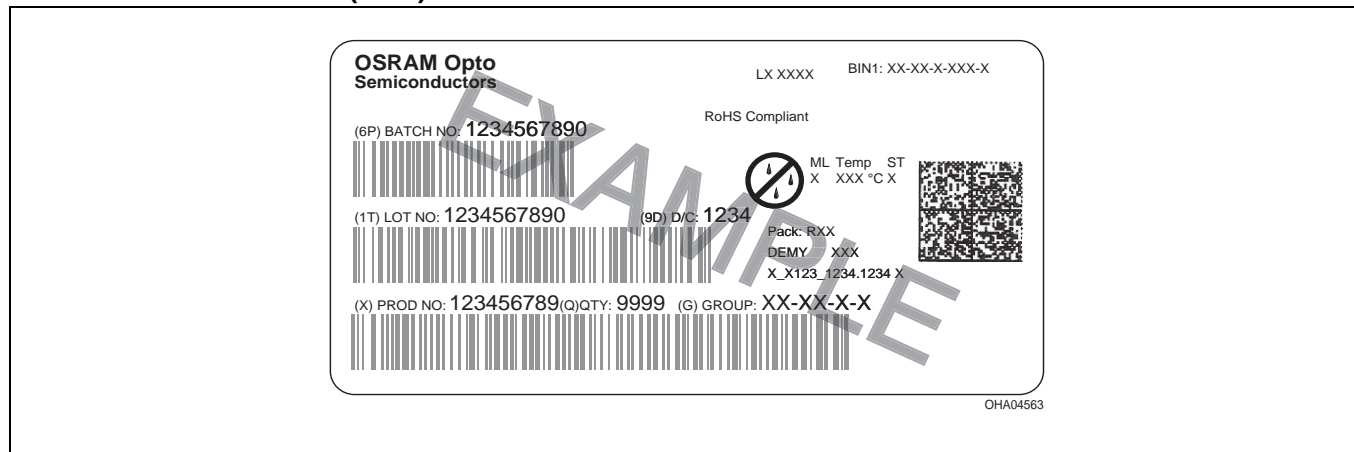 OSRAM Opto
Semiconductors
LX XXXX
BIN1: XX-XX-X-XXX-X
RoHS Compliant
(6P) BATCH NO: 1234567890
ML Temp ST
X XXX °C X
(1T) LOT NO: 1234567890 (9D) D/C: 1234
Pack: RXX
DEMY XXX
X_X123_1234.1234 X
(X) PROD NO: 123456789(Q)QTY: 9999 (G) GROUP: XX-XX-X-X
EXAMPLE
OHA04563